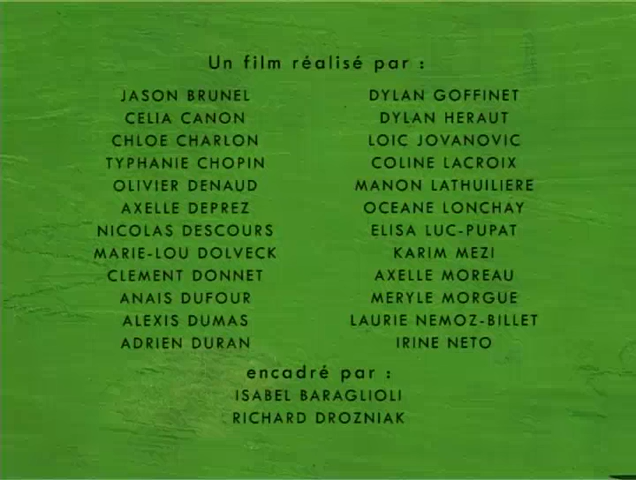 Un film réalisé par :
JASON BRUNEL
CELIA CANON
CHLOE CHARLON
TYPHANIE CHOPIN
OLIVIER DENAUD
AXELLE DEPREZ
NICOLAS DESCOURS
MARIE-LOU DOLVECK
CLEMENT DONNET
ANAIS DUFOUR
ALEXIS DUMAS
ADRIEN DURAN
DYLAN GOFFINET
DYLAN HERAUT
LOIC JOVANOVIC
COLINE LACROIX
MANON LATHUILIERE
OCEANE LONCHAY
ELISA LUC-PUPAT
KARIM MEZI
AXELLE MOREAU
MERYLE MORGUE
LAURIE NEMOZ-BILLET
IRINE NETO
encadré par :
ISABEL BARAGLIOLI
RICHARD DROZNIAK